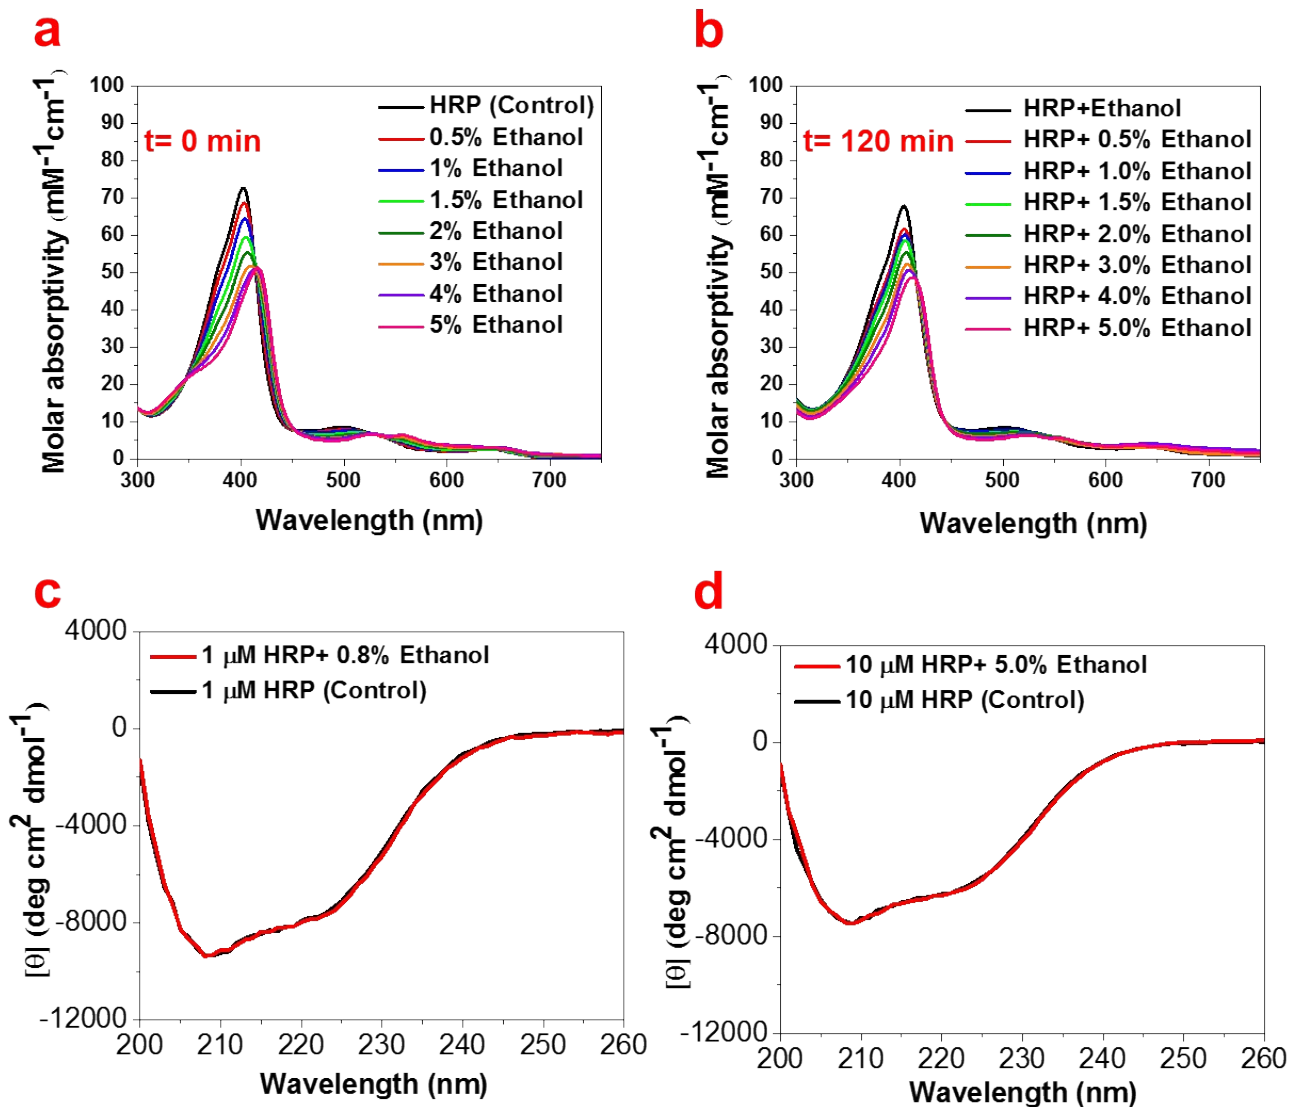 a
Molar absorptivity (mM-1cm-1)
100
90
80
70
60
50
40
30
20
10
0
t= 0 min
HRP (Control)
0.5% Ethanol
1% Ethanol
1.5% Ethanol
2% Ethanol
3% Ethanol
4% Ethanol
5% Ethanol
300 400 500 600 700
Wavelength (nm)
b
Molar absorptivity (mM-1cm-1)
100
90
80
70
60
50
40
30
20
10
0
t= 120 min
HRP+Ethanol
HRP+ 0.5% Ethanol
HRP+ 1.0% Ethanol
HRP+ 1.5% Ethanol
HRP+ 2.0% Ethanol
HRP+ 3.0% Ethanol
HRP+ 4.0% Ethanol
HRP+ 5.0% Ethanol
300 400 500 600 700
Wavelength (nm)
c
[θ] (deg cm2 dmol-1)
4000
0
-4000
-8000
-12000
1 μM HRP+ 0.8% Ethanol
1 μM HRP (Control)
200 210 220 230 240 250 260
Wavelength (nm)
d
[θ] (deg cm2 dmol-1)
4000
0
-4000
-8000
-12000
10 μM HRP+ 5.0% Ethanol
10 μM HRP (Control)
200 210 220 230 240 250 260
Wavelength (nm)